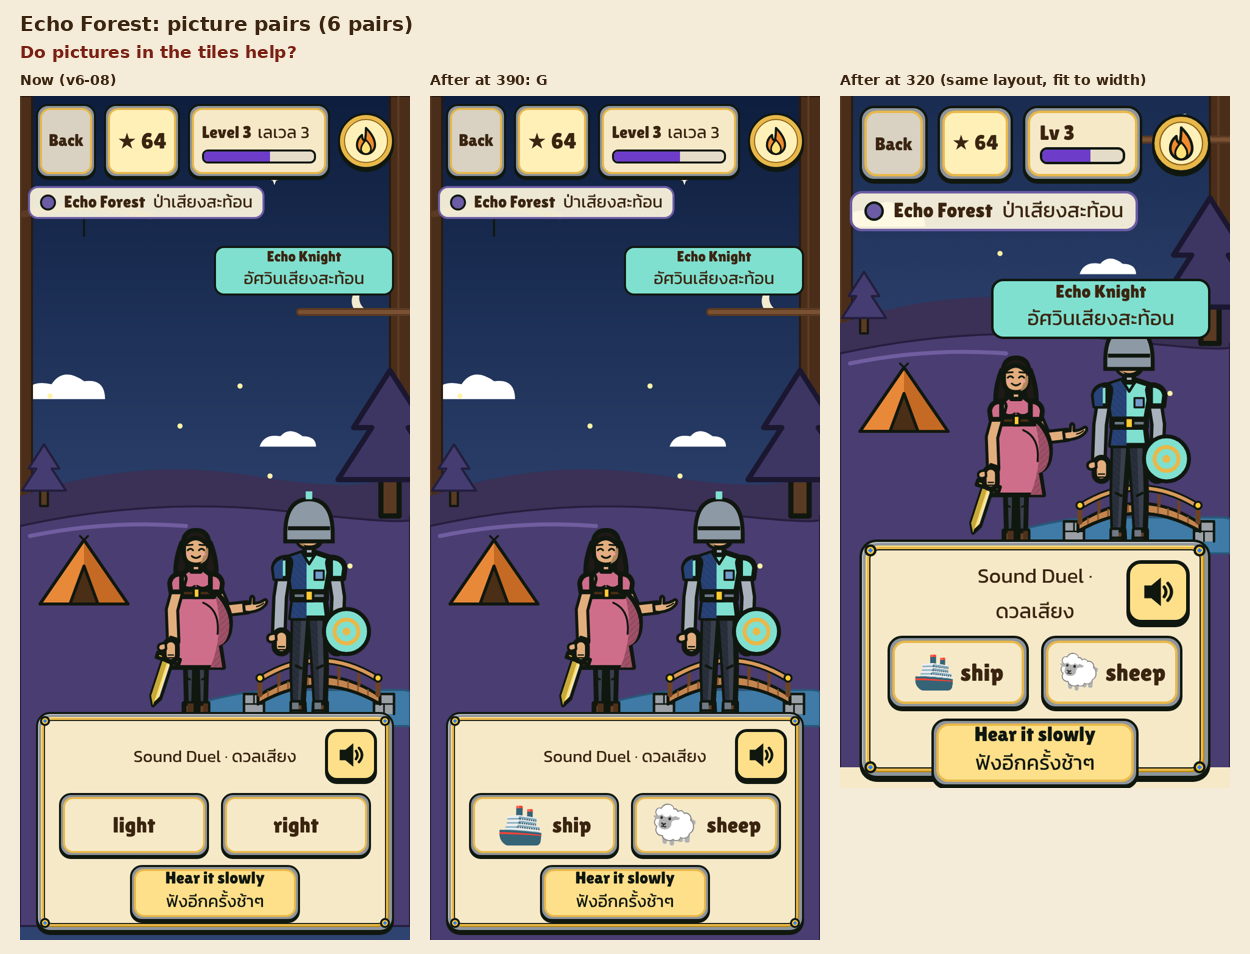 Echo Forest: picture pairs (6 pairs)
Do pictures in the tiles help?
Now (v6-08)
Back
★ 64
Level 3 เลเวล 3
Echo Forest ป่าเสียงสะท้อน
Echo Knight
อัศวินเสียงสะท้อน
Sound Duel · ดวลเสียง
light
right
Hear it slowly
ฟังอีกครั้งช้าๆ
After at 390: G
Back
★ 64
Level 3 เลเวล 3
Echo Forest ป่าเสียงสะท้อน
Echo Knight
อัศวินเสียงสะท้อน
Sound Duel · ดวลเสียง
ship
sheep
Hear it slowly
ฟังอีกครั้งช้าๆ
After at 320 (same layout, fit to width)
Back
★ 64
Lv 3
Echo Forest ป่าเสียงสะท้อน
Echo Knight
อัศวินเสียงสะท้อน
Sound Duel ·
ดวลเสียง
ship
sheep
Hear it slowly
ฟังอีกครั้งช้าๆ